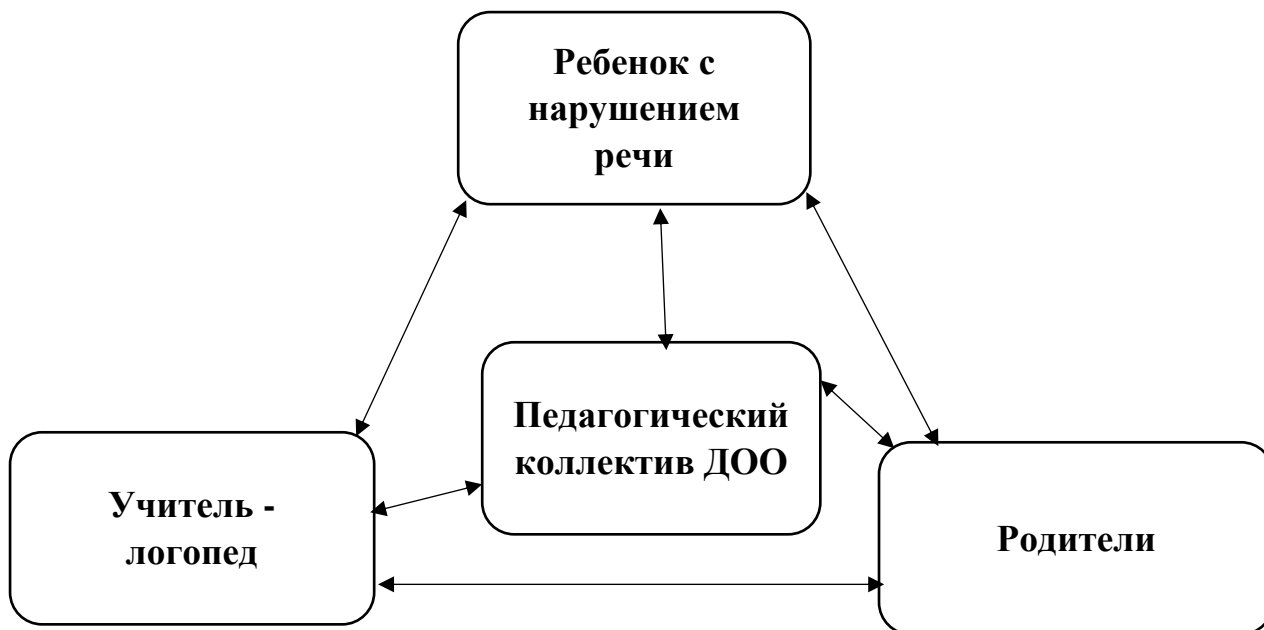 Ребенок с
нарушением
речи
Педагогический
коллектив ДОО
Учитель -
логопед
Родители